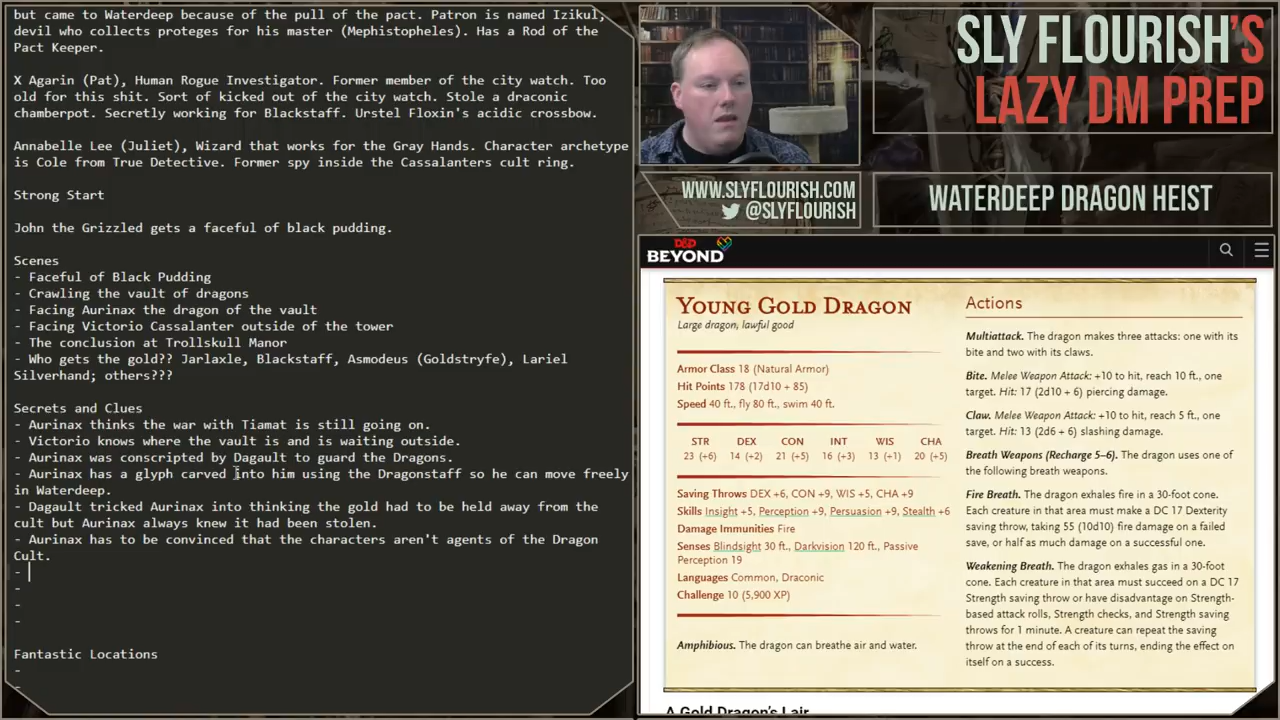 but came to Waterdeep because of the pull of the pact. Patron is named Izikul,
devil who collects proteges for his master (Mephistopheles). Has a Rod of the
Pact Keeper.
X Agarin (Pat), Human Rogue Investigator. Former member of the city watch. Too
old for this shit. Sort of kicked out of the city watch. Stole a draconic
chamberpot. Secretly working for Blackstaff. Urstel Floxin's acidic crossbow.
Annabelle Lee (Juliet), Wizard that works for the Gray Hands. Character archetype
is Cole from True Detective. Former spy inside the Cassalanters cult ring.
Strong Start
John the Grizzled gets a faceful of black pudding.
Scenes
- Faceful of Black Pudding
- Crawling the vault of dragons
- Facing Aurinax the dragon of the vault
- Facing Victorio Cassalanter outside of the tower
- The conclusion at Trollskull Manor
- Who gets the gold?? Jarlaxle, Blackstaff, Asmodeus (Goldstryfe), Lariel
Silverhand; others???
Secrets and Clues
- Aurinax thinks the war with Tiamat is still going on.
- Victorio knows where the vault is and is waiting outside.
- Aurinax was conscripted by Dagault to guard the Dragons.
- Aurinax has a glyph carved into him using the Dragonstaff so he can move freely
in Waterdeep.
- Dagault tricked Aurinax into thinking the gold had to be held away from the
cult but Aurinax always knew it had been stolen.
- Aurinax has to be convinced that the characters aren't agents of the Dragon
Cult.
-
-
-
-
Fantastic Locations
-
-
SLY FLOURISH'S
LAZY DM PREP
WWW.SLYFLOURISH.COM
@SLYFLOURISH
WATERDEEP DRAGON HEIST
D&D
BEYOND
Young Gold Dragon
Large dragon, lawful good
Armor Class 18 (Natural Armor)
Hit Points 178 (17d10 + 85)
Speed 40 ft., fly 80 ft., swim 40 ft.
STR DEX CON INT WIS CHA
23 (+6) 14 (+2) 21 (+5) 16 (+3) 13 (+1) 20 (+5)
Saving Throws DEX +6, CON +9, WIS +5, CHA +9
Skills Insight +5, Perception +9, Persuasion +9, Stealth +6
Damage Immunities Fire
Senses Blindsight 30 ft., Darkvision 120 ft., Passive
Perception 19
Languages Common, Draconic
Challenge 10 (5,900 XP)
Amphibious. The dragon can breathe air and water.
Actions
Multiattack. The dragon makes three attacks: one with its
bite and two with its claws.
Bite. Melee Weapon Attack: +10 to hit, reach 10 ft., one
target. Hit: 17 (2d10 + 6) piercing damage.
Claw. Melee Weapon Attack: +10 to hit, reach 5 ft., one
target. Hit: 13 (2d6 + 6) slashing damage.
Breath Weapons (Recharge 5–6). The dragon uses one of
the following breath weapons.
Fire Breath. The dragon exhales fire in a 30-foot cone.
Each creature in that area must make a DC 17 Dexterity
saving throw, taking 55 (10d10) fire damage on a failed
save, or half as much damage on a successful one.
Weakening Breath. The dragon exhales gas in a 30-foot
cone. Each creature in that area must succeed on a DC 17
Strength saving throw or have disadvantage on Strength-
based attack rolls, Strength checks, and Strength saving
throws for 1 minute. A creature can repeat the saving
throw at the end of each of its turns, ending the effect on
itself on a success.
A Gold Dragon's Lair